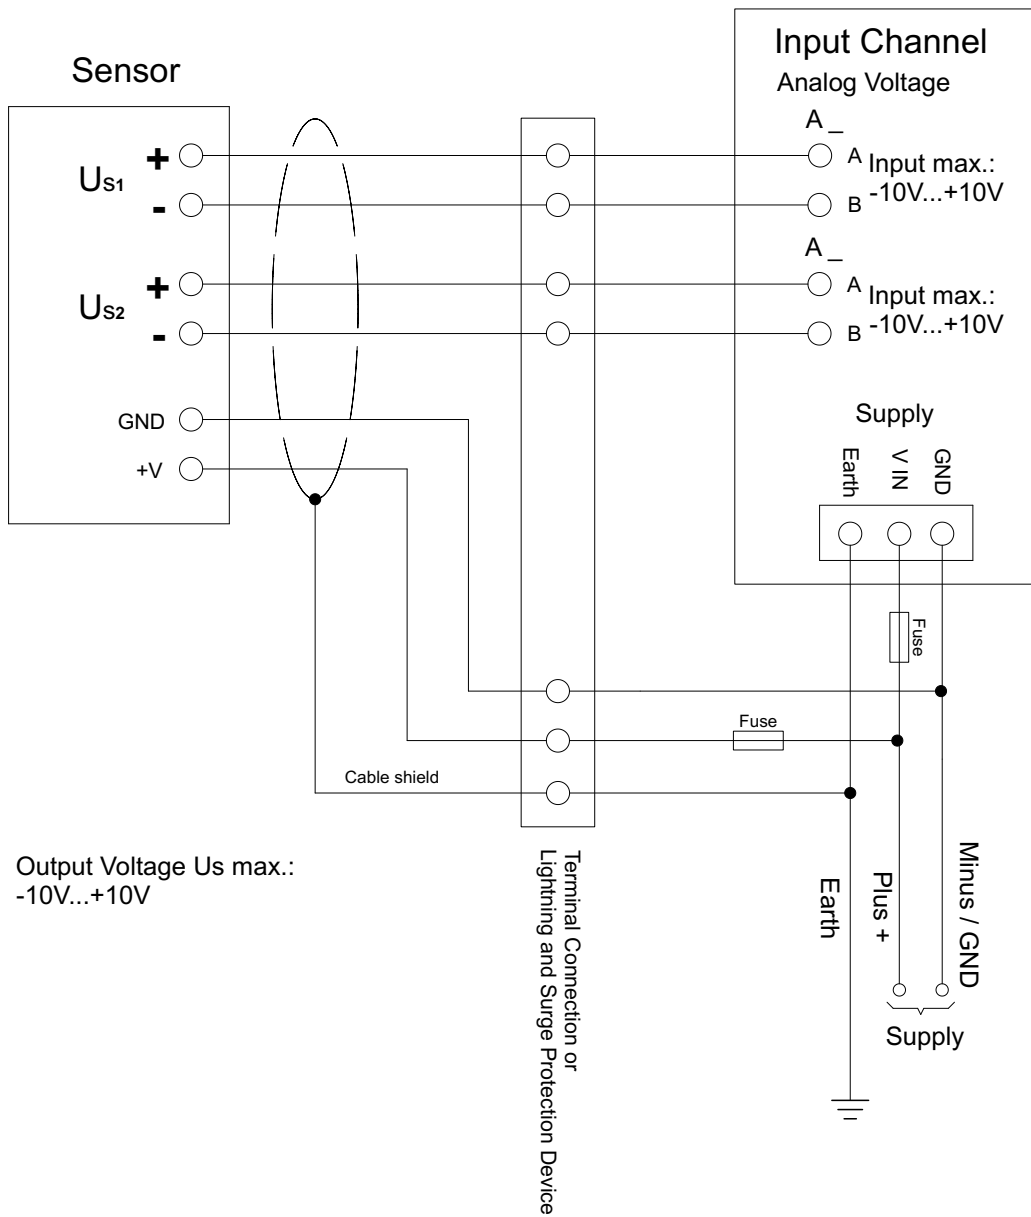 Sensor
Input Channel
Analog Voltage
A _
+
US1
-
A
Input max.:
-10V...+10V
B
A _
+
US2
-
A
Input max.:
-10V...+10V
B
GND
+V
Supply
Earth
V IN
GND
Fuse
Fuse
Cable shield
Output Voltage Us max.:
-10V...+10V
Terminal Connection or
Lightning and Surge Protection Device
Earth
Plus +
Minus / GND
Supply